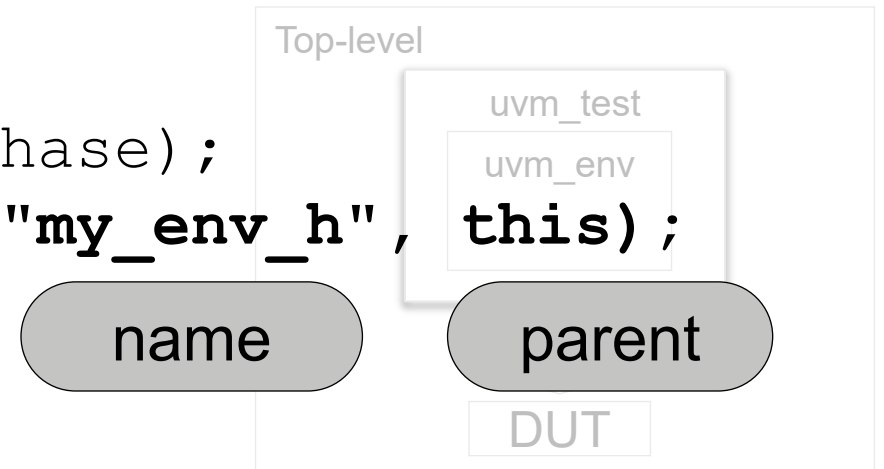 Top-level
uvm_test
hase);
uvm_env
"my_env_h", this);
name
parent
DUT